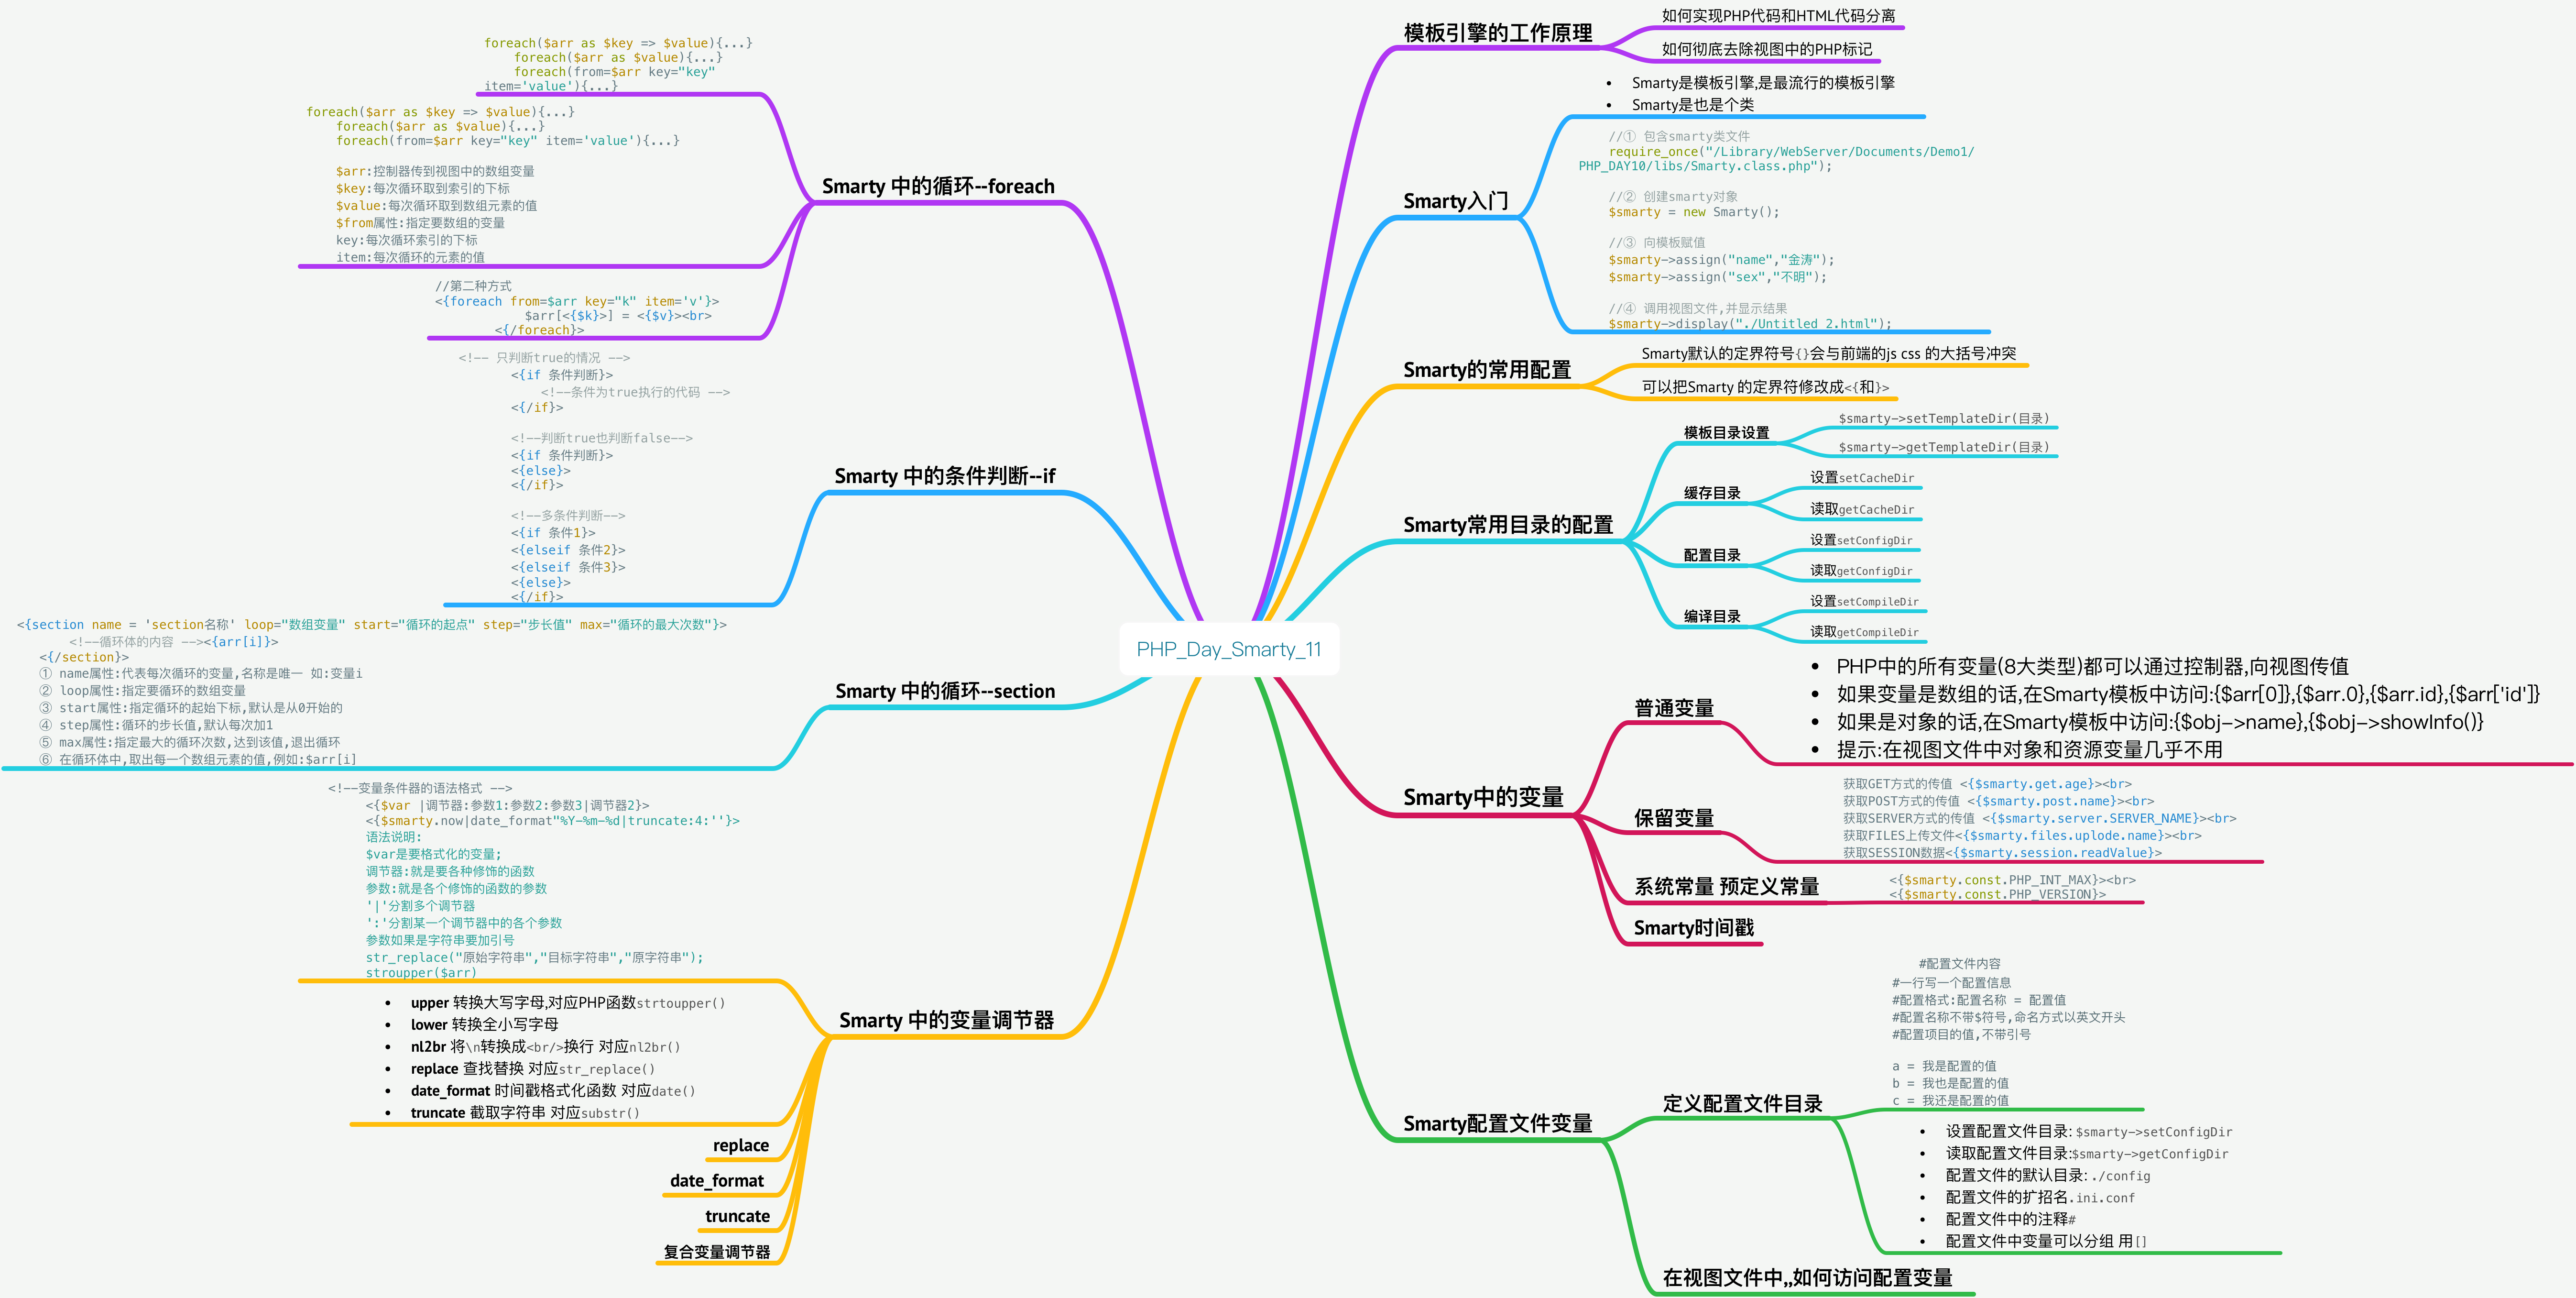 PHP_Day_Smarty_11
模板引擎的工作原理
如何实现PHP代码和HTML代码分离
如何彻底去除视图中的PHP标记
Smarty入门
• Smarty是模板引擎,是最流行的模板引擎
• Smarty是也是个类
//① 包含smarty类文件
require_once("/Library/WebServer/Documents/Demo1/
PHP_DAY10/libs/Smarty.class.php");
//② 创建smarty对象
$smarty = new Smarty();
//③ 向模板赋值
$smarty->assign("name","金涛");
$smarty->assign("sex","不明");
//④ 调用视图文件,并显示结果
$smarty->display("./Untitled 2.html");
Smarty的常用配置
Smarty默认的定界符号{}会与前端的js css 的大括号冲突
可以把Smarty 的定界符修改成<{和}>
Smarty常用目录的配置
模板目录设置
$smarty->setTemplateDir(目录)
$smarty->getTemplateDir(目录)
缓存目录
设置setCacheDir
读取getCacheDir
配置目录
设置setConfigDir
读取getConfigDir
编译目录
设置setCompileDir
读取getCompileDir
Smarty中的变量
普通变量
• PHP中的所有变量(8大类型)都可以通过控制器,向视图传值
• 如果变量是数组的话,在Smarty模板中访问:{$arr[0]},{$arr.0},{$arr.id},{$arr['id']}
• 如果是对象的话,在Smarty模板中访问:{$obj->name},{$obj->showInfo()}
• 提示:在视图文件中对象和资源变量几乎不用
保留变量
获取GET方式的传值 <{$smarty.get.age}><br>
获取POST方式的传值 <{$smarty.post.name}><br>
获取SERVER方式的传值 <{$smarty.server.SERVER_NAME}><br>
获取FILES上传文件<{$smarty.files.uplode.name}><br>
获取SESSION数据<{$smarty.session.readValue}>
系统常量 预定义常量
<{$smarty.const.PHP_INT_MAX}><br>
<{$smarty.const.PHP_VERSION}>
Smarty时间戳
Smarty配置文件变量
定义配置文件目录
#配置文件内容
#一行写一个配置信息
#配置格式:配置名称 = 配置值
#配置名称不带$符号,命名方式以英文开头
#配置项目的值,不带引号
a = 我是配置的值
b = 我也是配置的值
c = 我还是配置的值
• 设置配置文件目录: $smarty->setConfigDir
• 读取配置文件目录:$smarty->getConfigDir
• 配置文件的默认目录: ./config
• 配置文件的扩招名.ini.conf
• 配置文件中的注释#
• 配置文件中变量可以分组 用[]
在视图文件中,,如何访问配置变量
Smarty 中的循环--foreach
foreach($arr as $key => $value){...}
foreach($arr as $value){...}
foreach(from=$arr key="key"
item='value'){...}
foreach($arr as $key => $value){...}
foreach($arr as $value){...}
foreach(from=$arr key="key" item='value'){...}
$arr:控制器传到视图中的数组变量
$key:每次循环取到索引的下标
$value:每次循环取到数组元素的值
$from属性:指定要数组的变量
key:每次循环索引的下标
item:每次循环的元素的值
//第二种方式
<{foreach from=$arr key="k" item='v'}>
$arr[<{$k}>] = <{$v}><br>
<{/foreach}>
Smarty 中的条件判断--if
<!-- 只判断true的情况 -->
<{if 条件判断}>
<!--条件为true执行的代码 -->
<{/if}>
<!--判断true也判断false-->
<{if 条件判断}>
<{else}>
<{/if}>
<!--多条件判断-->
<{if 条件1}>
<{elseif 条件2}>
<{elseif 条件3}>
<{else}>
<{/if}>
Smarty 中的循环--section
<{section name = 'section名称' loop="数组变量" start="循环的起点" step="步长值" max="循环的最大次数"}>
<!--循环体的内容 --><{arr[i]}>
<{/section}>
① name属性:代表每次循环的变量,名称是唯一 如:变量i
② loop属性:指定要循环的数组变量
③ start属性:指定循环的起始下标,默认是从0开始的
④ step属性:循环的步长值,默认每次加1
⑤ max属性:指定最大的循环次数,达到该值,退出循环
⑥ 在循环体中,取出每一个数组元素的值,例如:$arr[i]
Smarty 中的变量调节器
<!--变量条件器的语法格式 -->
<{$var |调节器:参数1:参数2:参数3|调节器2}>
<{$smarty.now|date_format"%Y-%m-%d|truncate:4:''}>
语法说明:
$var是要格式化的变量;
调节器:就是要各种修饰的函数
参数:就是各个修饰的函数的参数
'|'分割多个调节器
':'分割某一个调节器中的各个参数
参数如果是字符串要加引号
str_replace("原始字符串","目标字符串","原字符串");
stroupper($arr)
• upper 转换大写字母,对应PHP函数strtoupper()
• lower 转换全小写字母
• nl2br 将\n转换成<br/>换行 对应nl2br()
• replace 查找替换 对应str_replace()
• date_format 时间戳格式化函数 对应date()
• truncate 截取字符串 对应substr()
replace
date_format
truncate
复合变量调节器